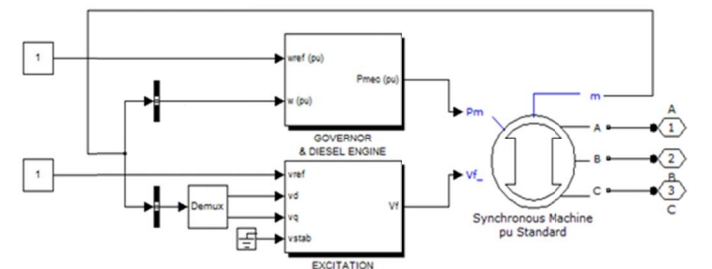 1
wref (pu)
w (pu)
Pmec (pu)
GOVERNOR
& DIESEL ENGINE
1
vref
vd
vq
vstab
Vf
Demux
EXCITATION
m
Pm
Vf_
A
B
C
A
1
2
B
3
C
Synchronous Machine
pu Standard